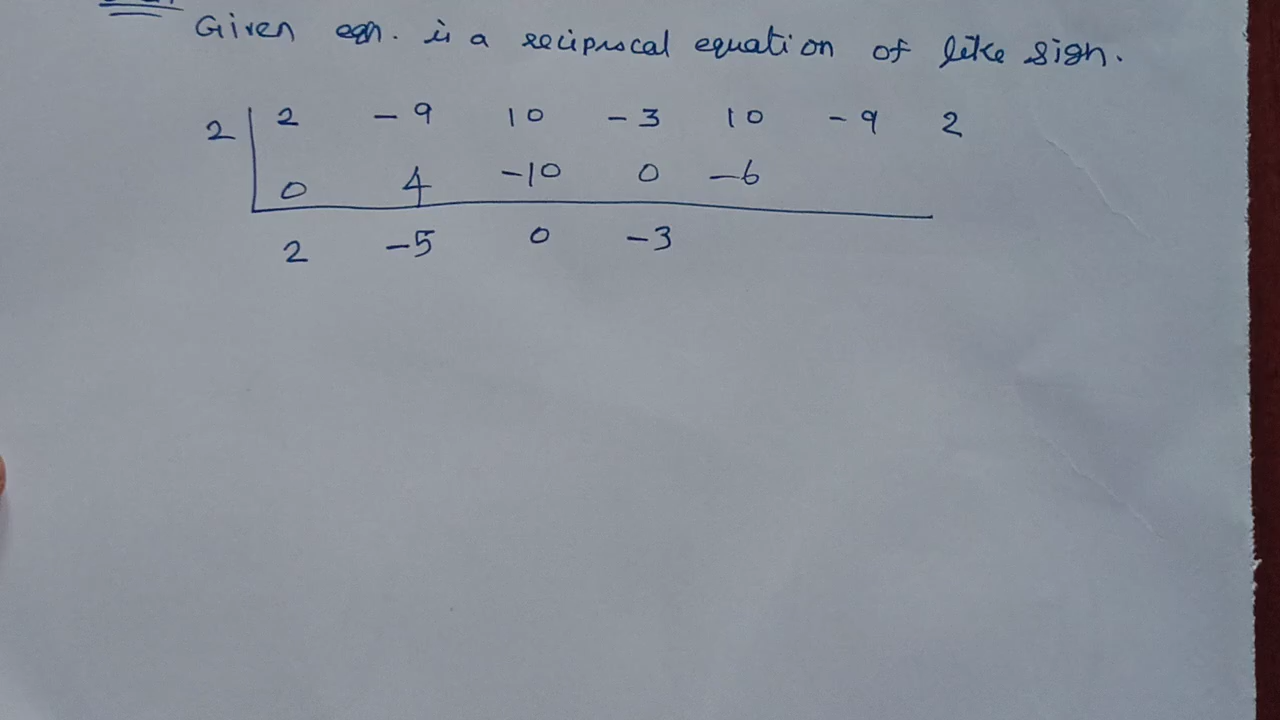 Given eqn. is a reciprocal equation of like sign.
2 | 2 -9 10 -3 10 -9 2
0 4 -10 0 -6
2 -5 0 -3